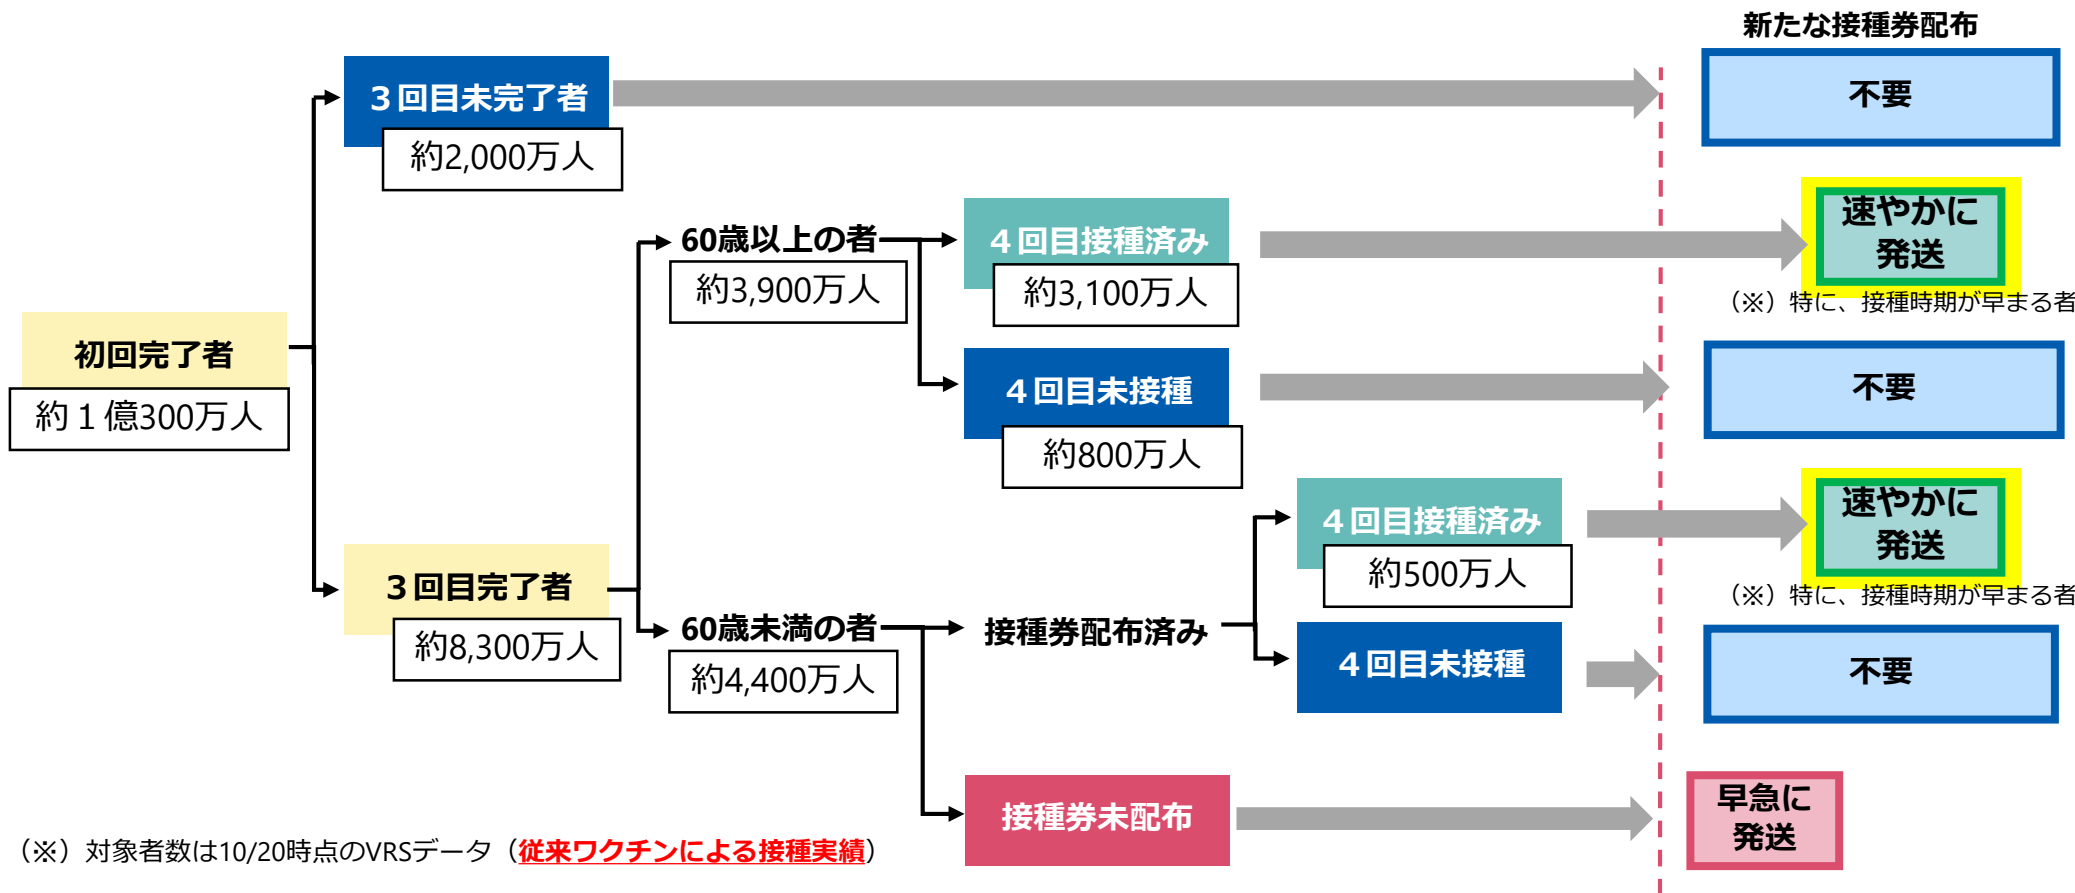 新たな接種券配布
３回目未完了者
約2,000万人
不要
60歳以上の者
約3,900万人
４回目接種済み
約3,100万人
速やかに
発送
（※）特に、接種時期が早まる者
初回完了者
約１億300万人
４回目未接種
約800万人
不要
４回目接種済み
約500万人
速やかに
発送
（※）特に、接種時期が早まる者
３回目完了者
約8,300万人
60歳未満の者
約4,400万人
接種券配布済み
４回目未接種
不要
接種券未配布
早急に
発送
（※）対象者数は10/20時点のVRSデータ（従来ワクチンによる接種実績）